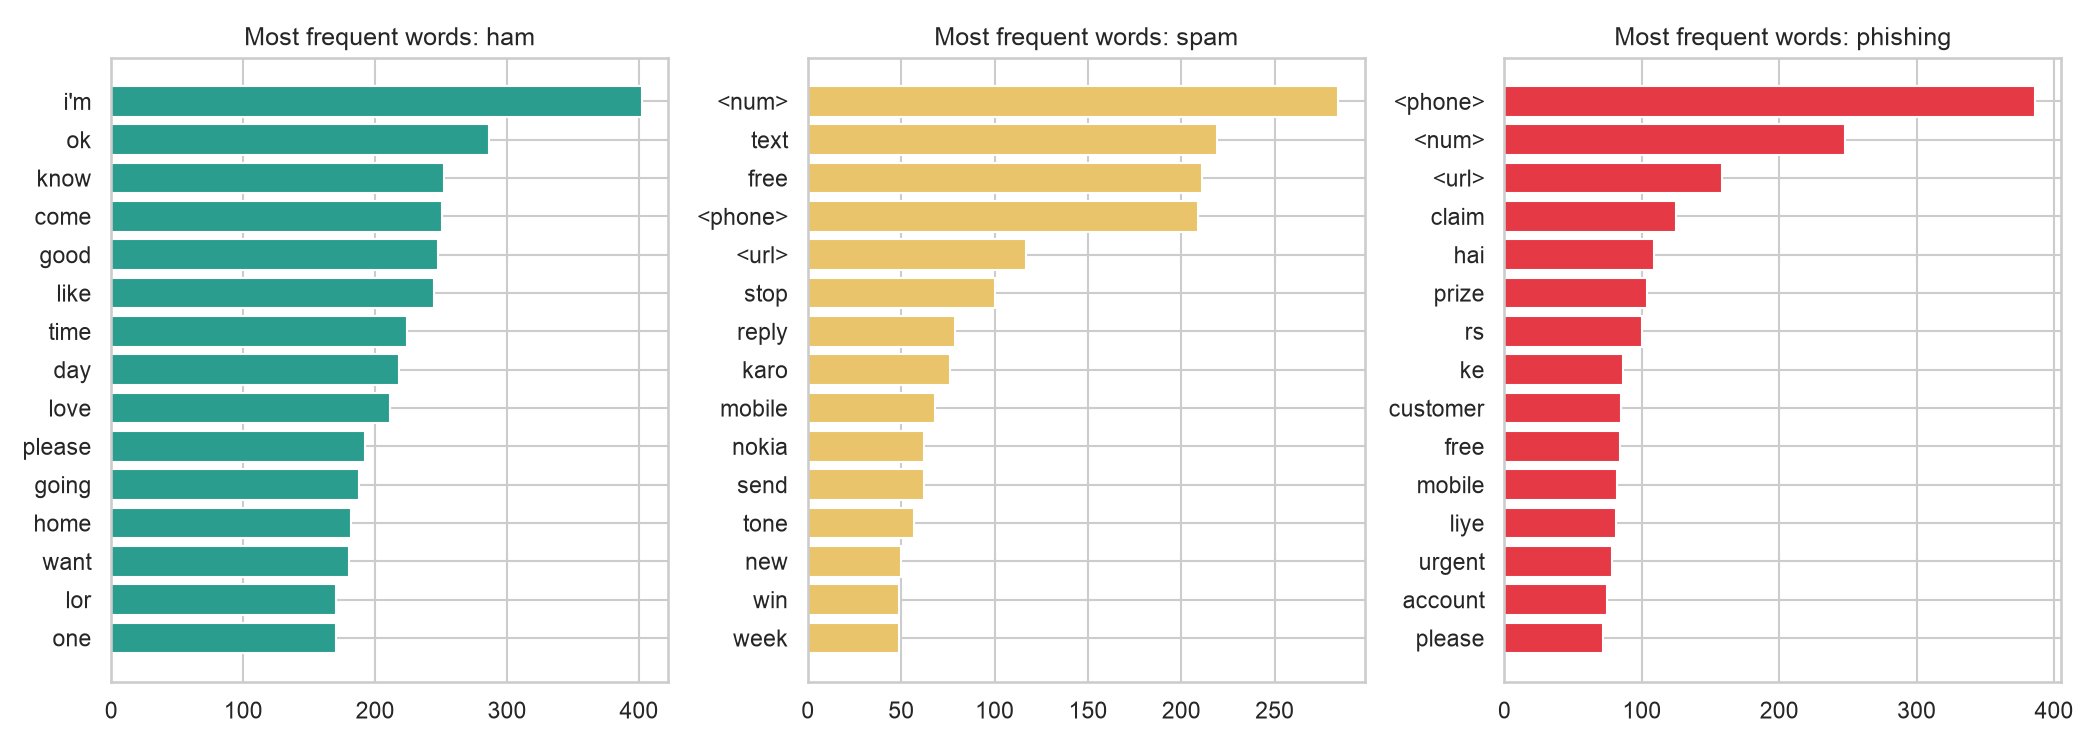 Most frequent words: ham
i'm
ok
know
come
good
like
time
day
love
please
going
home
want
lor
one
0 100 200 300 400
Most frequent words: spam
<num>
text
free
<phone>
<url>
stop
reply
karo
mobile
nokia
send
tone
new
win
week
0 50 100 150 200 250
Most frequent words: phishing
<phone>
<num>
<url>
claim
hai
prize
rs
ke
customer
free
mobile
liye
urgent
account
please
0 100 200 300 400